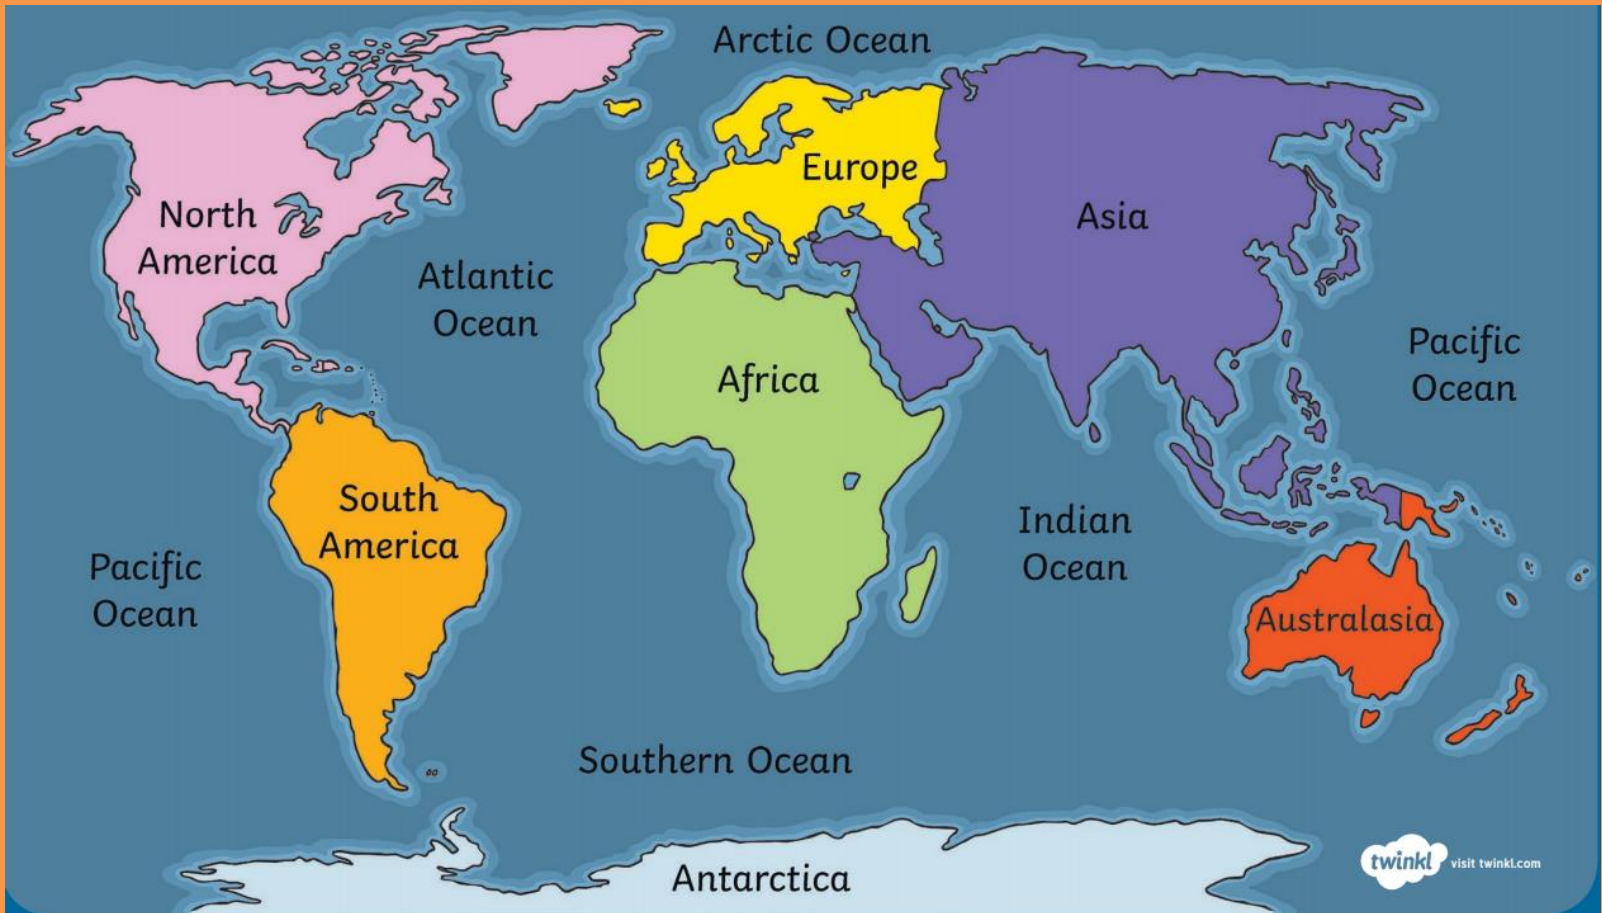 Arctic Ocean
Europe
Asia
North
America
Atlantic
Ocean
Pacific
Ocean
Africa
South
America
Indian
Ocean
Pacific
Ocean
Australasia
Southern Ocean
Antarctica
twinkl visit twinkl.com